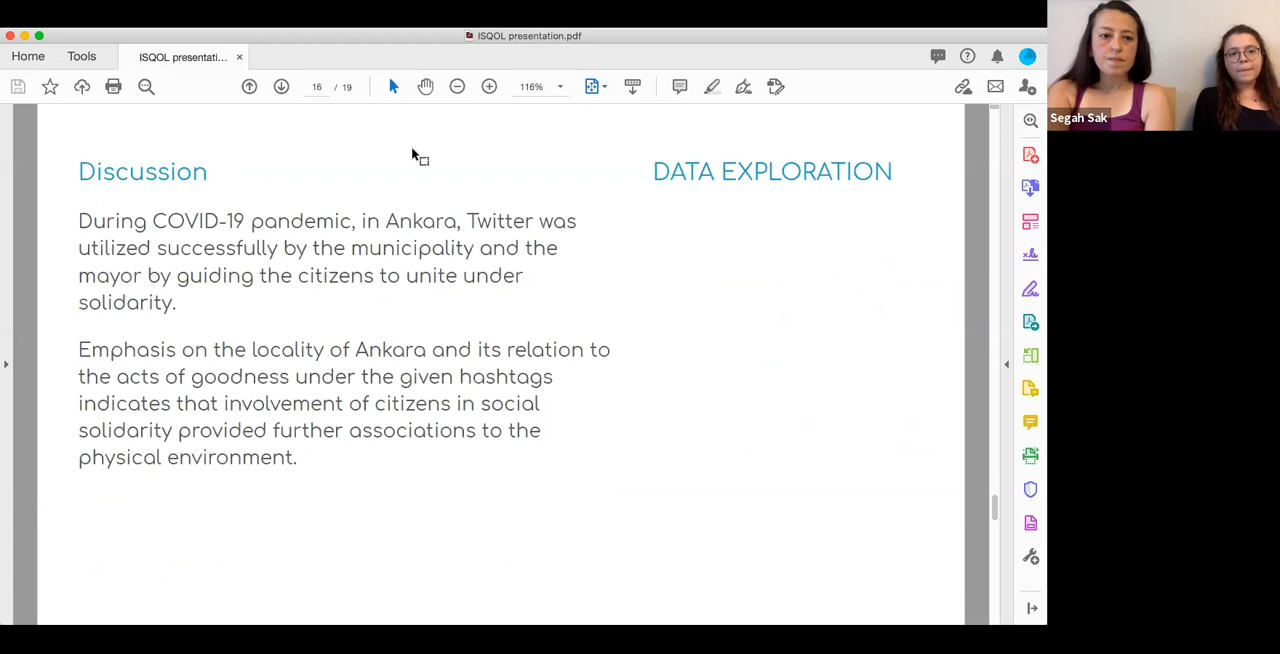 ISQOL presentation.pdf
Home
Tools
ISQOL presentati...
16 / 19
116%
Segah Sak
Discussion
DATA EXPLORATION
During COVID-19 pandemic, in Ankara, Twitter was
utilized successfully by the municipality and the
mayor by guiding the citizens to unite under
solidarity.
Emphasis on the locality of Ankara and its relation to
the acts of goodness under the given hashtags
indicates that involvement of citizens in social
solidarity provided further associations to the
physical environment.